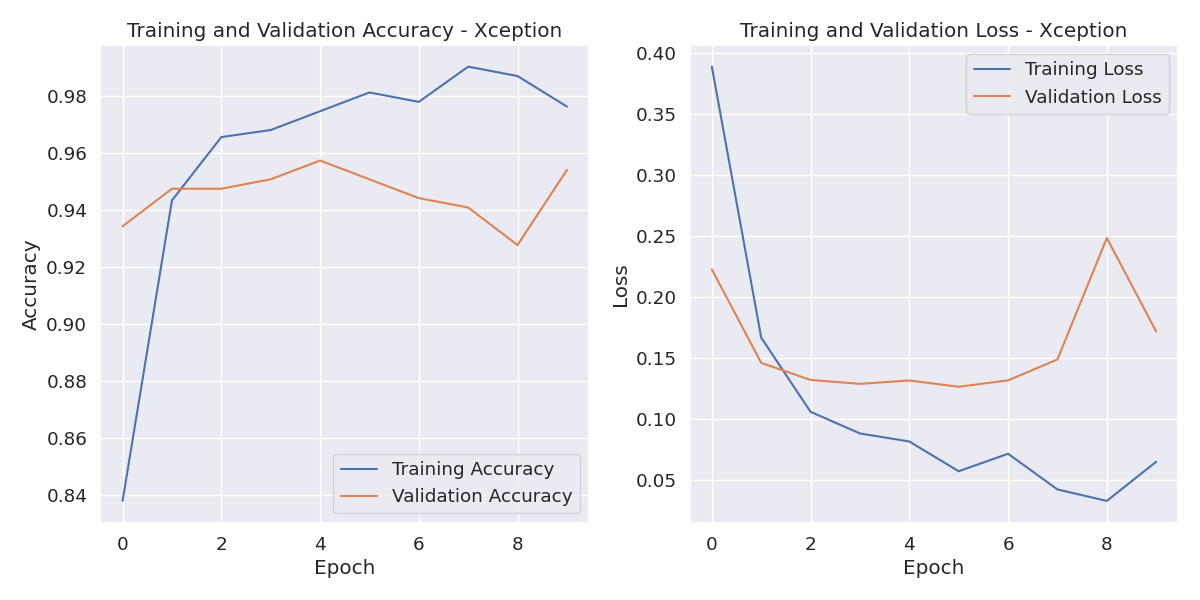 Training and Validation Accuracy - Xception
Accuracy
0.98
0.96
0.94
0.92
0.90
0.88
0.86
0.84
Training Accuracy
Validation Accuracy
0 2 4 6 8
Epoch
Training and Validation Loss - Xception
Loss
0.40
0.35
0.30
0.25
0.20
0.15
0.10
0.05
Training Loss
Validation Loss
0 2 4 6 8
Epoch